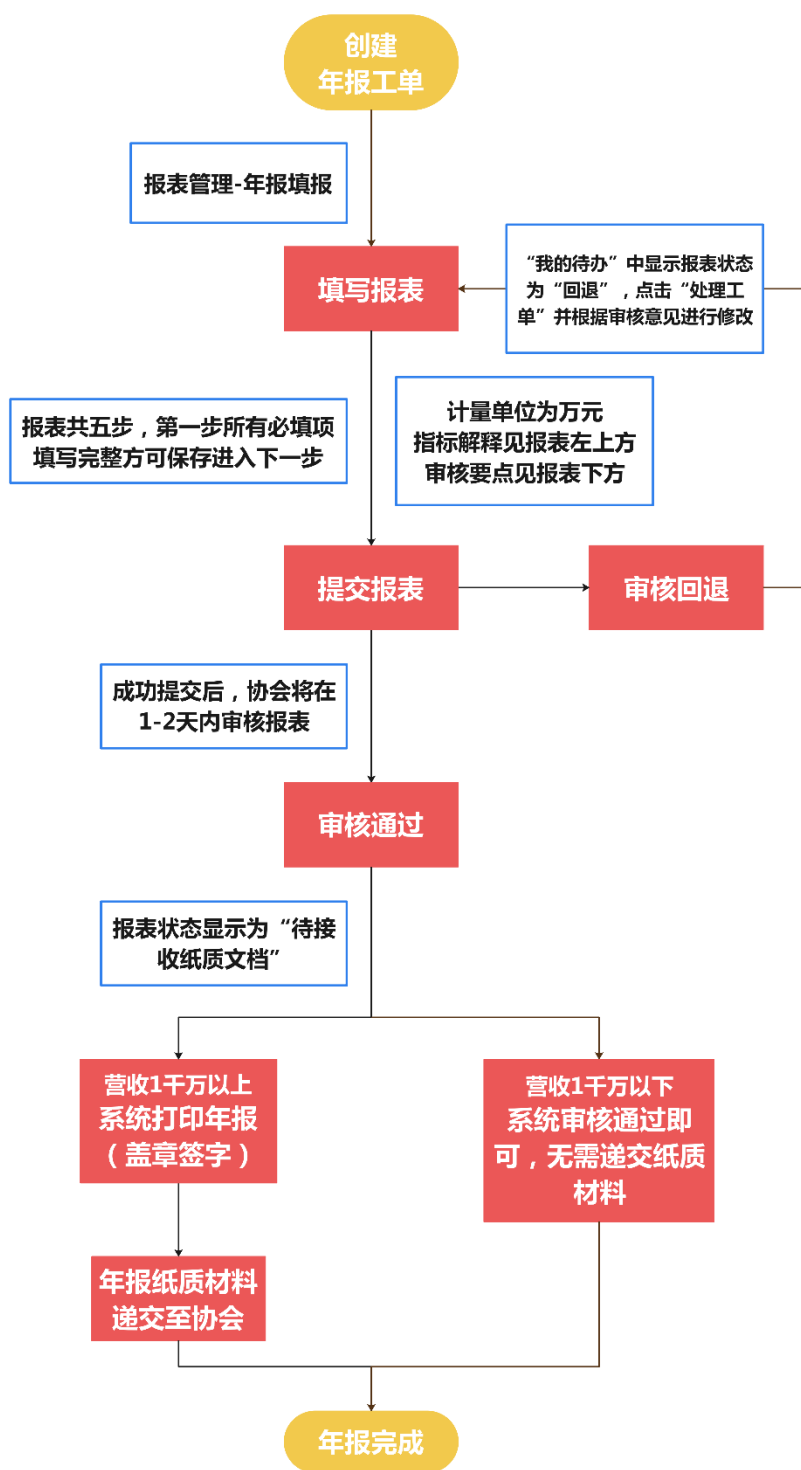 创建
年报工单
报表管理-年报填报
填写报表
“我的待办”中显示报表状态
为“回退”，点击“处理工
单”并根据审核意见进行修改
报表共五步，第一步所有必填项
填写完整方可保存进入下一步
计量单位为万元
指标解释见报表左上方
审核要点见报表下方
提交报表
审核回退
成功提交后，协会将在
1-2天内审核报表
审核通过
报表状态显示为“待接
收纸质文档”
营收1千万以上
系统打印年报
（盖章签字）
营收1千万以下
系统审核通过即
可，无需递交纸质
材料
年报纸质材料
递交至协会
年报完成